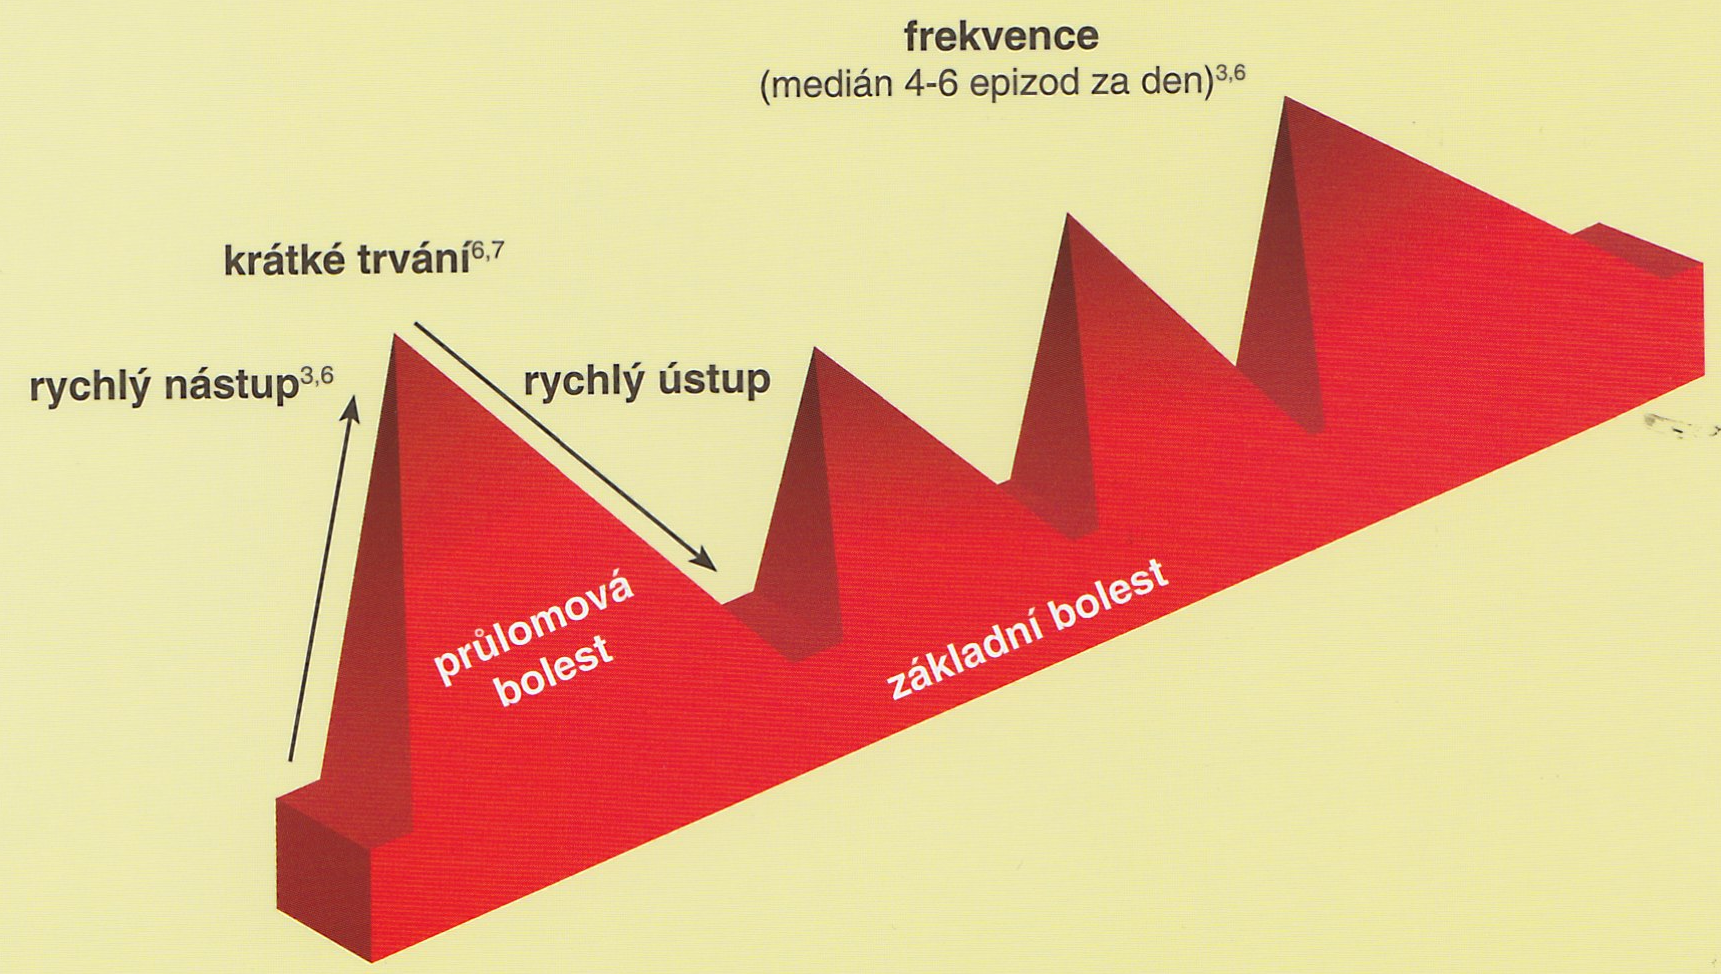 frekvence
(medián 4-6 epizod za den)3,6
krátké trvání6,7
rychlý nástup3,6
rychlý ústup
průlomová
bolest
základní bolest